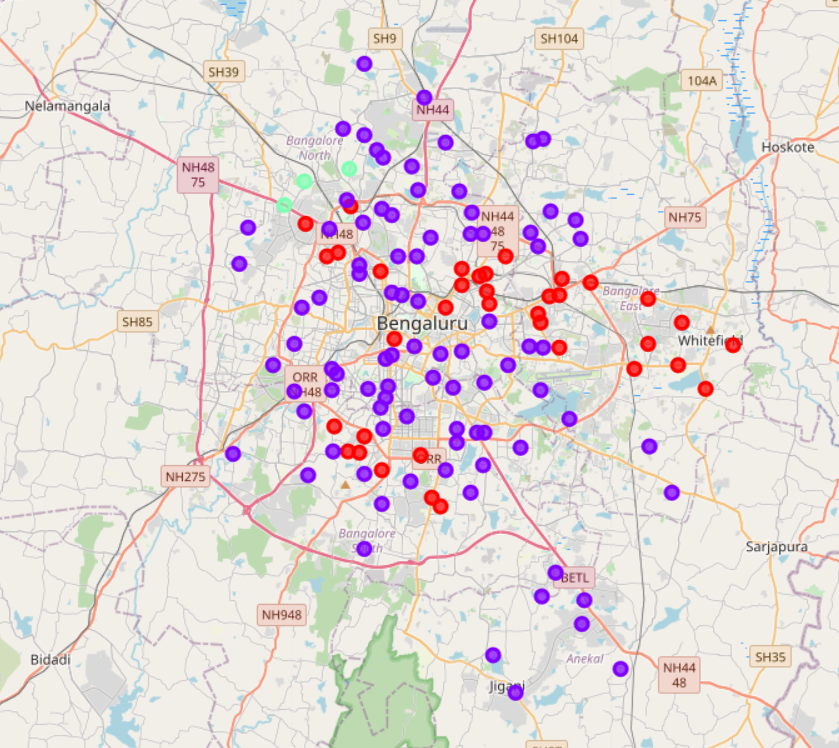 SH9
SH104
SH39
104A
Nelamangala
NH44
Bangalore
North
Hoskote
NH48
75
NH44
48
75
NH75
NH48
Bangalore
East
SH85
Bengaluru
Whitefield
ORR
NH48
ORR
NH275
Bangalore
South
Sarjapura
BETL
NH948
Bidadi
Anekal
SH35
NH44
48
Jigani